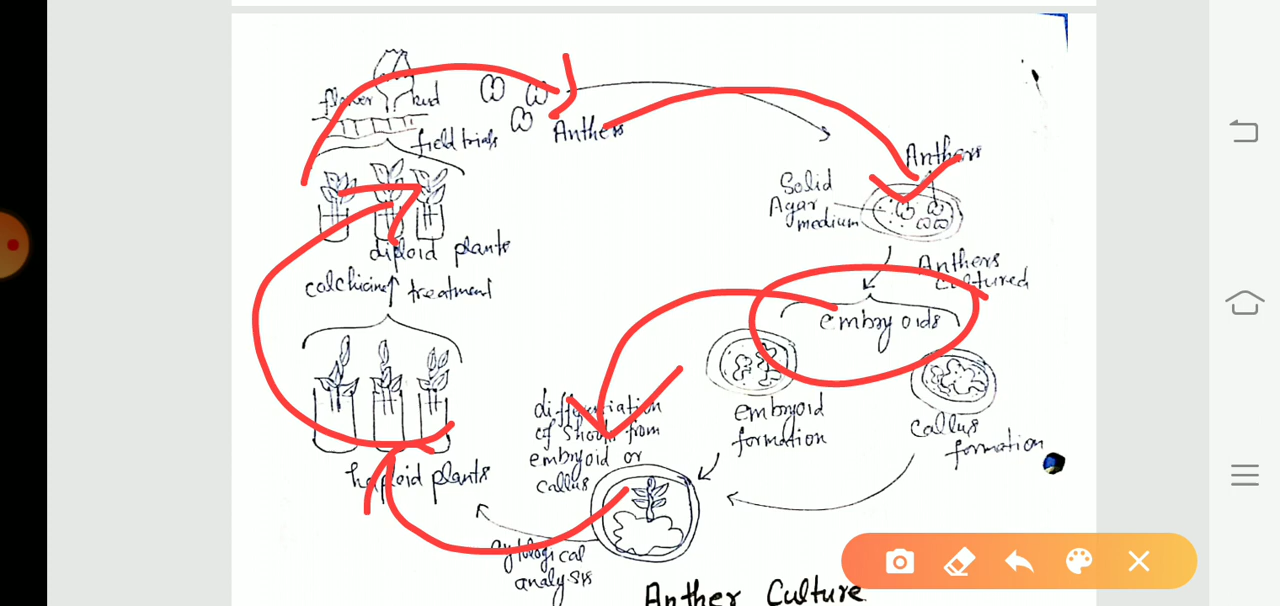 flower bud
field trials
Anthers
Anthers
Solid
Agar
medium
diploid plants
Anthers
cultured
calchicine treatment
embryoids
differentiation
of shoot from
embryoid or
callus
embryoid
formation
callus
formation
haploid plants
cytological
analysis
Anther Culture